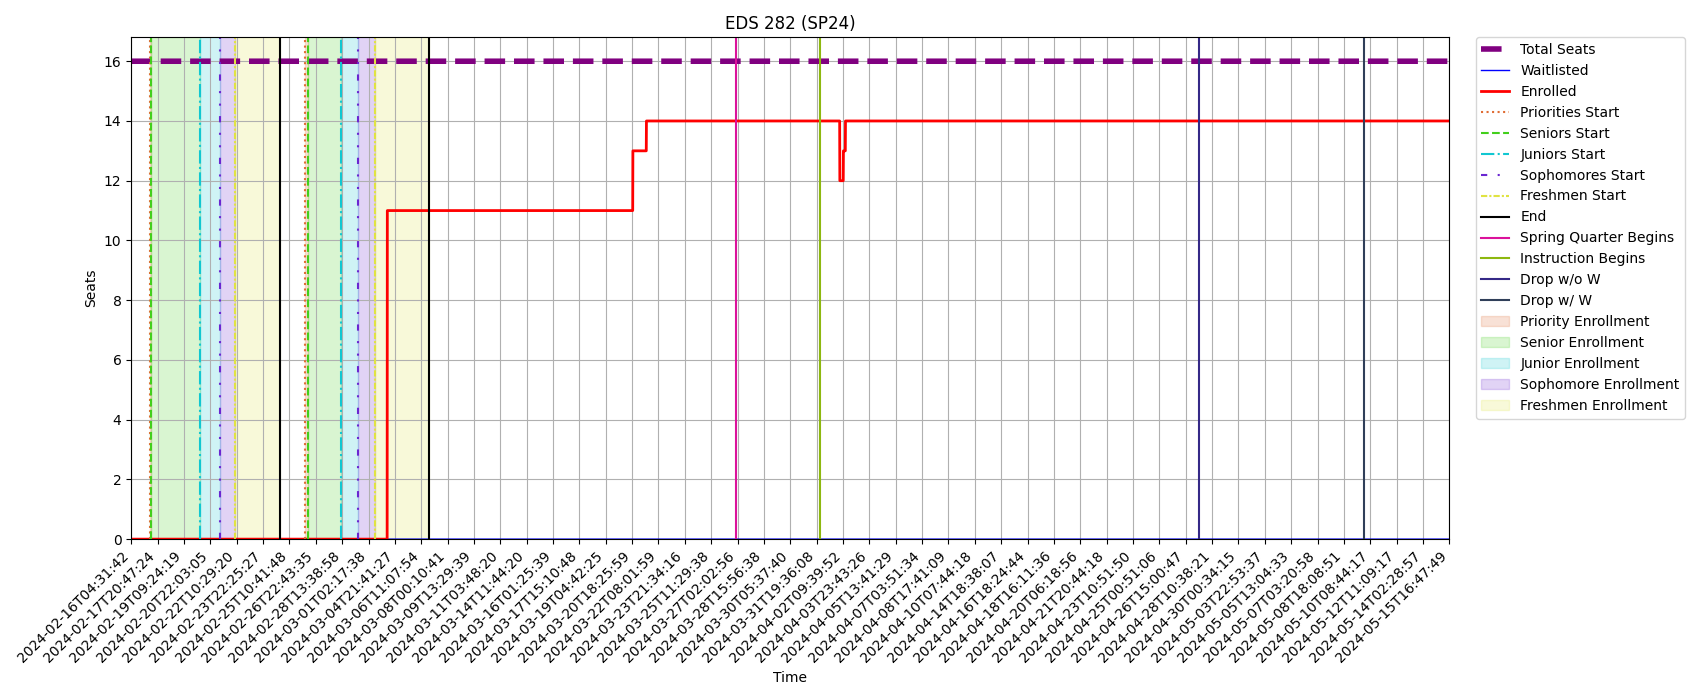 EDS 282 (SP24)
Seats
16
14
12
10
8
6
4
2
0
2024-02-16T04:31:42
2024-02-17T20:47:24
2024-02-19T09:24:19
2024-02-20T22:03:05
2024-02-22T10:29:20
2024-02-23T22:25:27
2024-02-25T10:41:48
2024-02-26T22:43:35
2024-02-28T13:38:58
2024-03-01T02:17:38
2024-03-04T21:41:27
2024-03-06T11:07:54
2024-03-08T00:10:41
2024-03-09T13:29:39
2024-03-11T03:48:20
2024-03-14T11:44:20
2024-03-16T01:25:39
2024-03-17T15:10:48
2024-03-19T04:42:25
2024-03-20T18:25:59
2024-03-22T08:01:59
2024-03-23T21:34:16
2024-03-25T11:29:38
2024-03-27T02:02:56
2024-03-28T15:56:38
2024-03-30T05:37:40
2024-03-31T19:36:08
2024-04-02T09:39:52
2024-04-03T23:43:26
2024-04-05T13:41:29
2024-04-07T03:51:34
2024-04-08T17:41:09
2024-04-10T07:44:18
2024-04-14T18:38:07
2024-04-16T18:24:44
2024-04-18T16:11:36
2024-04-20T06:18:56
2024-04-21T20:44:18
2024-04-23T10:51:50
2024-04-25T00:51:06
2024-04-26T15:00:47
2024-04-28T10:38:21
2024-04-30T00:34:15
2024-05-03T22:53:37
2024-05-05T13:04:33
2024-05-07T03:20:58
2024-05-08T18:08:51
2024-05-10T08:44:17
2024-05-12T11:09:17
2024-05-14T02:28:57
2024-05-15T16:47:49
Time
Total Seats
Waitlisted
Enrolled
Priorities Start
Seniors Start
Juniors Start
Sophomores Start
Freshmen Start
End
Spring Quarter Begins
Instruction Begins
Drop w/o W
Drop w/ W
Priority Enrollment
Senior Enrollment
Junior Enrollment
Sophomore Enrollment
Freshmen Enrollment